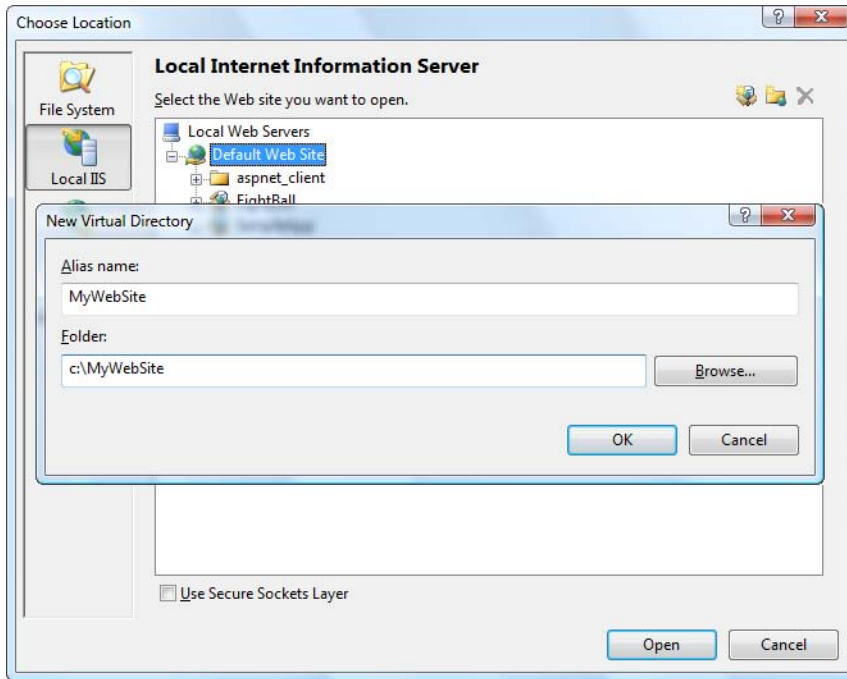 Choose Location
File System
Local IIS
Local Internet Information Server
Select the Web site you want to open.
Local Web Servers
Default Web Site
aspnet_client
FightBall
New Virtual Directory
Alias name:
MyWebSite
Folder:
c:\MyWebSite
Browse...
OK
Cancel
Use Secure Sockets Layer
Open
Cancel